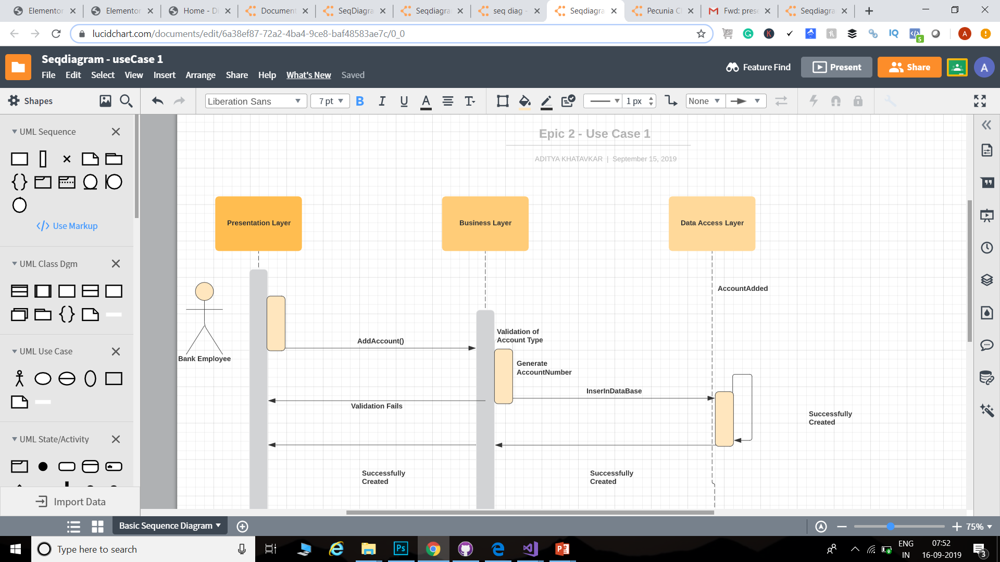 Elementor
Elementor
Home - Di
Document
SeqDiagra
Seqdiagra
seq diag -
Seqdiagra
Pecunia Cl
Fwd: prese
Seqdiagra
lucidchart.com/documents/edit/6a38ef87-72a2-4ba4-9ce8-baf48583ae7c/0_0
Seqdiagram - useCase 1
File Edit Select View Insert Arrange Share Help What's New Saved
Feature Find
Present
Share
A
Shapes
Liberation Sans
7 pt
B I U A T
1 px
None
UML Sequence
Use Markup
UML Class Dgm
UML Use Case
UML State/Activity
Import Data
Epic 2 - Use Case 1
ADITYA KHATAVKAR | September 15, 2019
Presentation Layer
Business Layer
Data Access Layer
AccountAdded
Validation of
Account Type
AddAccount()
Bank Employee
Generate
AccountNumber
InserInDataBase
Validation Fails
Successfully
Created
Successfully
Created
Successfully
Created
Basic Sequence Diagram
75%
Type here to search
Ps
ENG
IN
07:52
16-09-2019
3